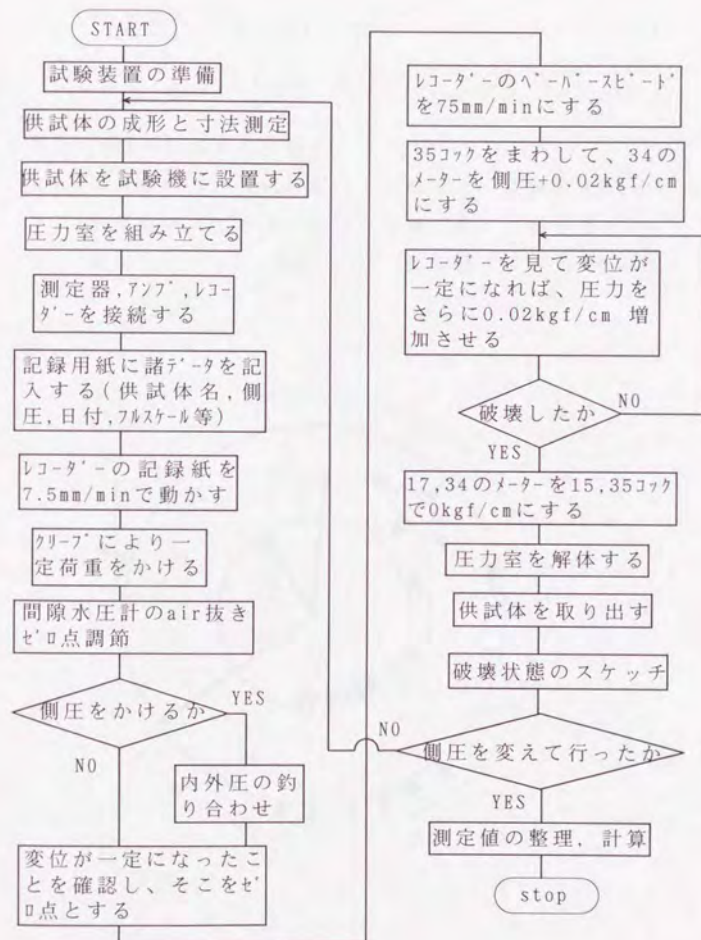 START
試験装置の準備
供試体の成形と寸法測定
供試体を試験機に設置する
圧力室を組み立てる
測定器,アンプ,レコー
ダーを接続する
記録用紙に諸データを記
入する(供試体名,側
圧,日付,フルスケール等)
レコーダーの記録紙を
7.5mm/minで動かす
クリープにより一
定荷重をかける
間隙水圧計のair抜き
ゼロ点調節
側圧をかけるか
YES
NO
内外圧の釣
り合わせ
変位が一定になったこ
とを確認し、そこをゼ
ロ点とする
レコーダーのペーパースピード
を75mm/minにする
35コックをまわして、34の
メーターを側圧+0.02kgf/cm
にする
レコーダーを見て変位が
一定になれば、圧力を
さらに0.02kgf/cm 増
加させる
破壊したか
NO
YES
17,34のメーターを15,35コック
で0kgf/cmにする
圧力室を解体する
供試体を取り出す
破壊状態のスケッチ
側圧を変えて行ったか
NO
YES
測定値の整理, 計算
stop